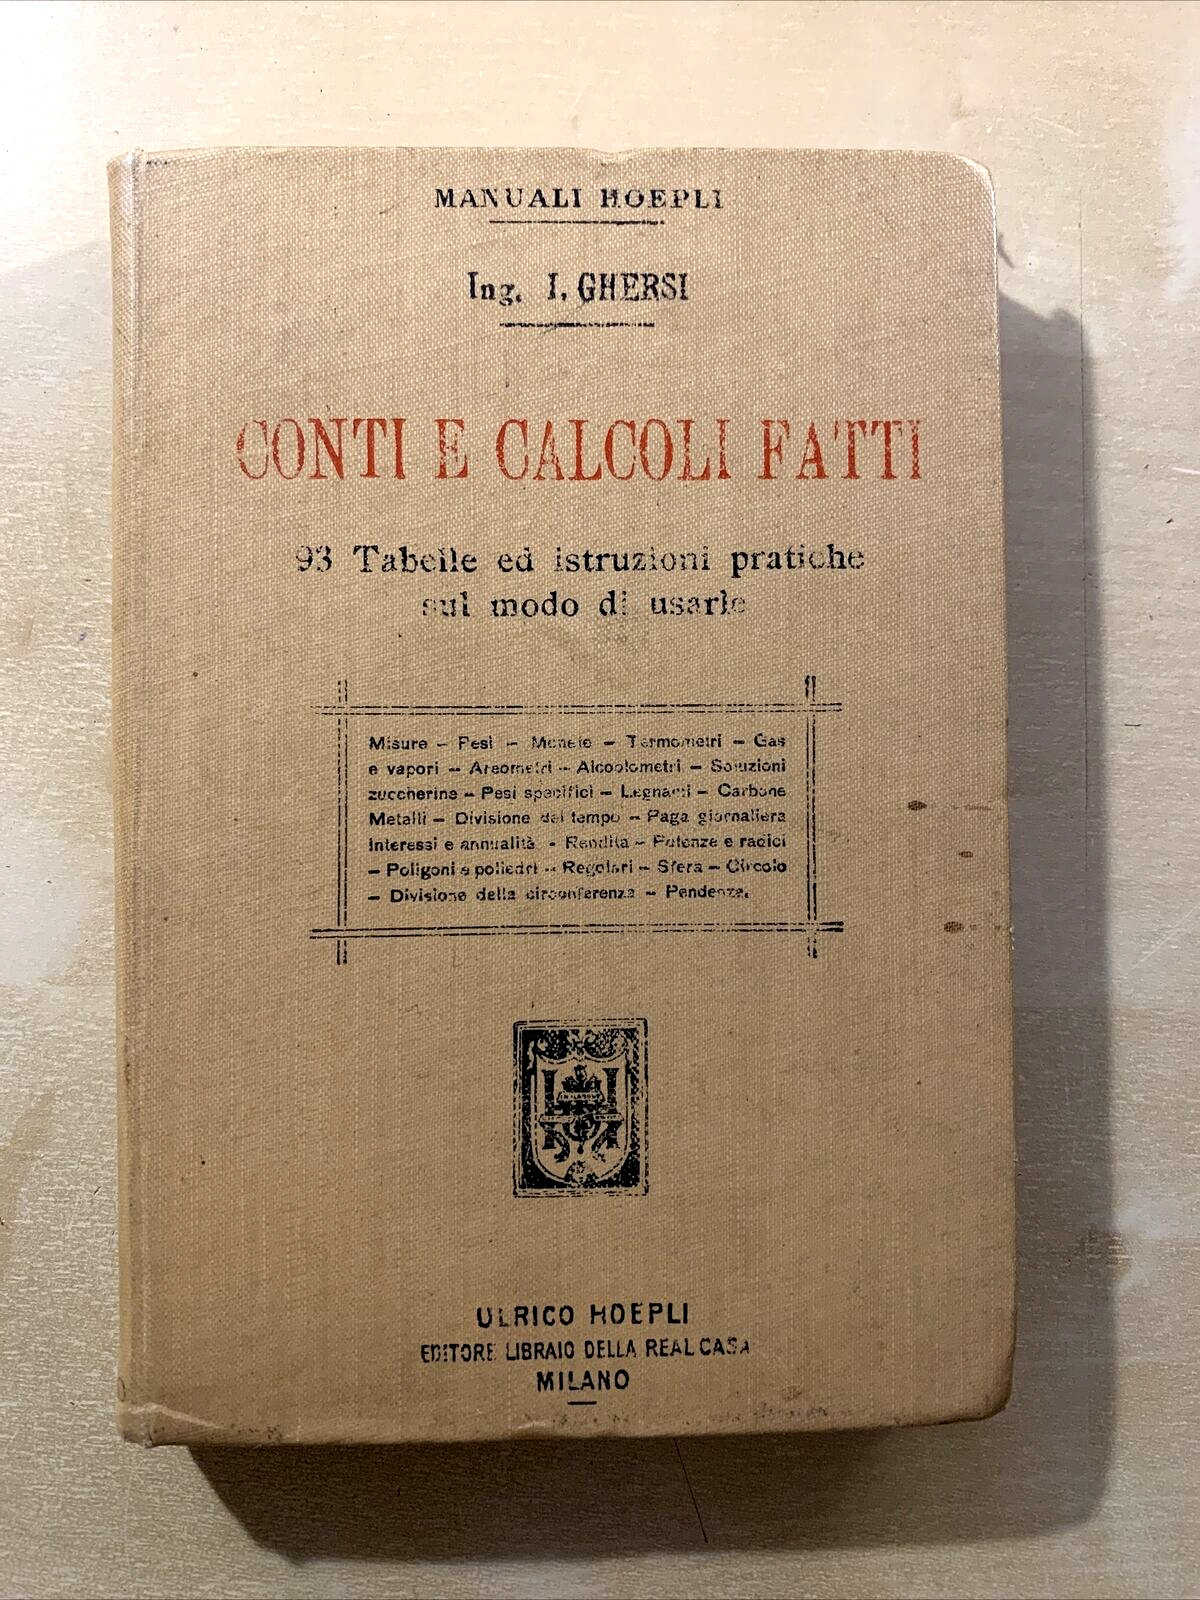 MANUALI HOEPLI
Ing. I. GHERSI
CONTI E CALCOLI FATTI
93 Tabelle ed istruzioni pratiche
sul modo di usarle
Misure — Pesi — Monete — Termometri — Gas
e vapori — Areometri — Alcoolometri — Soluzioni
zuccherine — Pesi specifici — Legnami — Carbone
Metalli — Divisione del tempo — Paga giornaliera
Interessi e annualità - Rendita — Potenze e radici
— Poligoni e poliedri — Regolari — Sfera — Circolo
— Divisione della circonferenza — Pendenze.
ULRICO HOEPLI
EDITORE LIBRAIO DELLA REAL CASA
MILANO